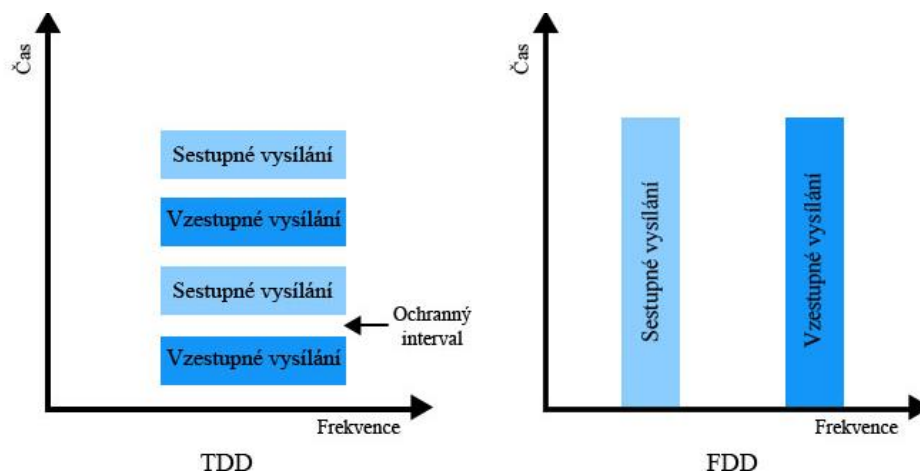 Čas
Sestupné vysílání
Vzestupné vysílání
Sestupné vysílání
Ochranný
interval
Vzestupné vysílání
Frekvence
TDD
Čas
Sestupné vysílání
Vzestupné vysílání
Frekvence
FDD